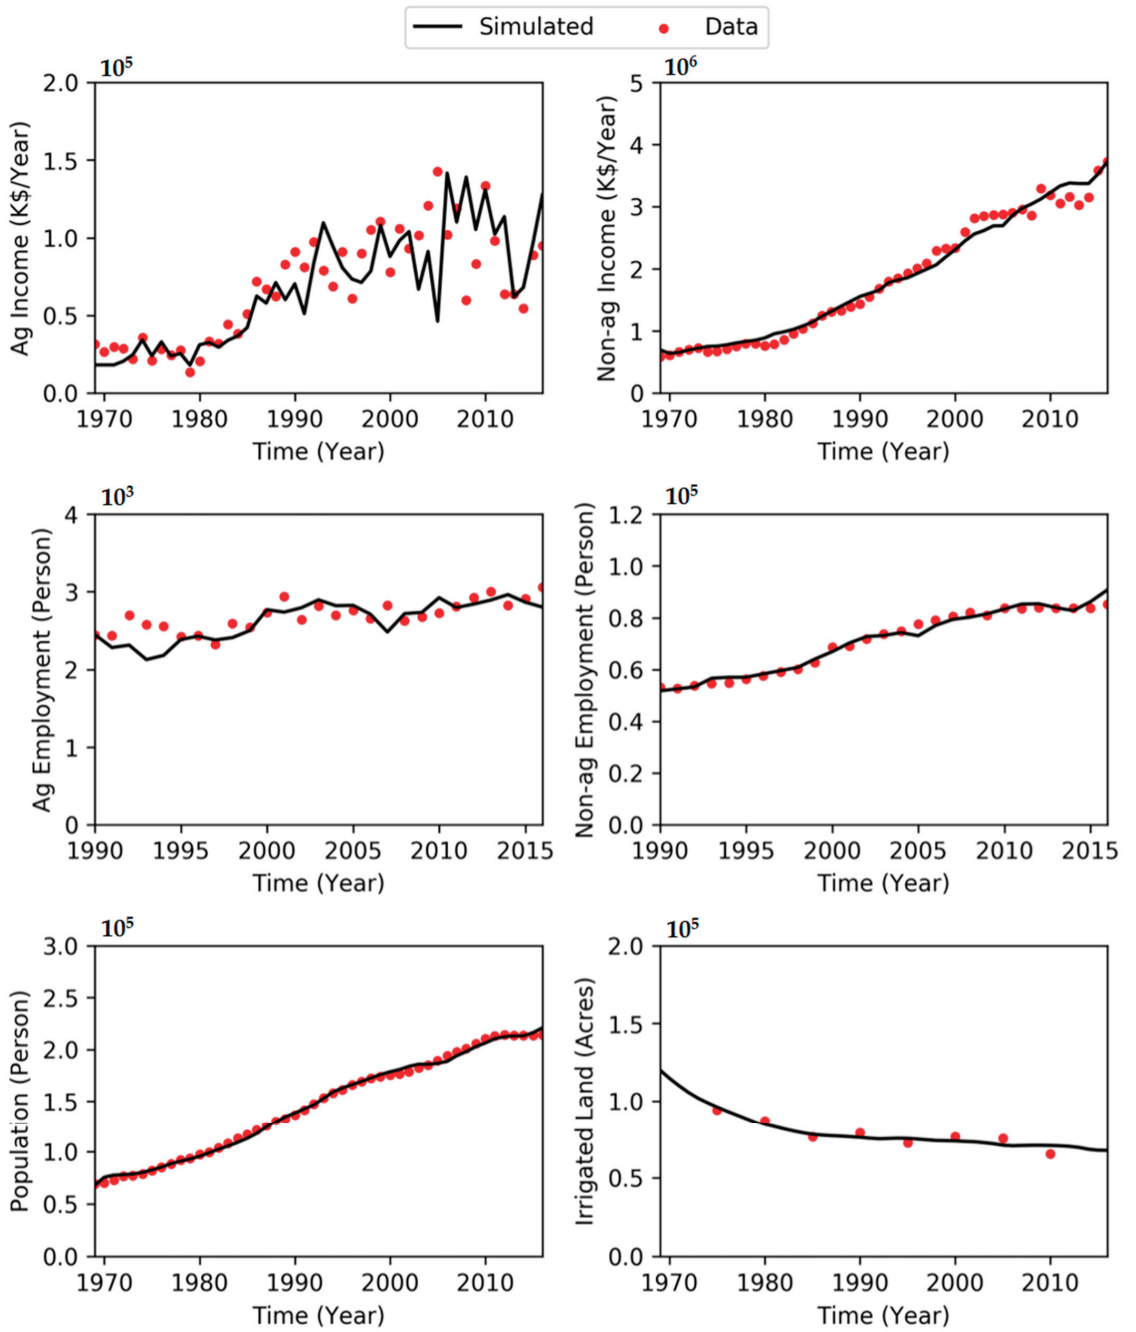 Simulated Data
10⁵
2.0
1.5
1.0
0.5
0.0
Ag Income (K$/Year)
1970 1980 1990 2000 2010
Time (Year)
10⁶
5
4
3
2
1
0
Non-ag Income (K$/Year)
1970 1980 1990 2000 2010
Time (Year)
10³
4
3
2
1
0
Ag Employment (Person)
1990 1995 2000 2005 2010 2015
Time (Year)
10⁵
1.2
1.0
0.8
0.6
0.4
0.2
0.0
Non-ag Employment (Person)
1990 1995 2000 2005 2010 2015
Time (Year)
10⁵
3.0
2.5
2.0
1.5
1.0
0.5
0.0
Population (Person)
1970 1980 1990 2000 2010
Time (Year)
10⁵
2.0
1.5
1.0
0.5
0.0
Irrigated Land (Acres)
1970 1980 1990 2000 2010
Time (Year)